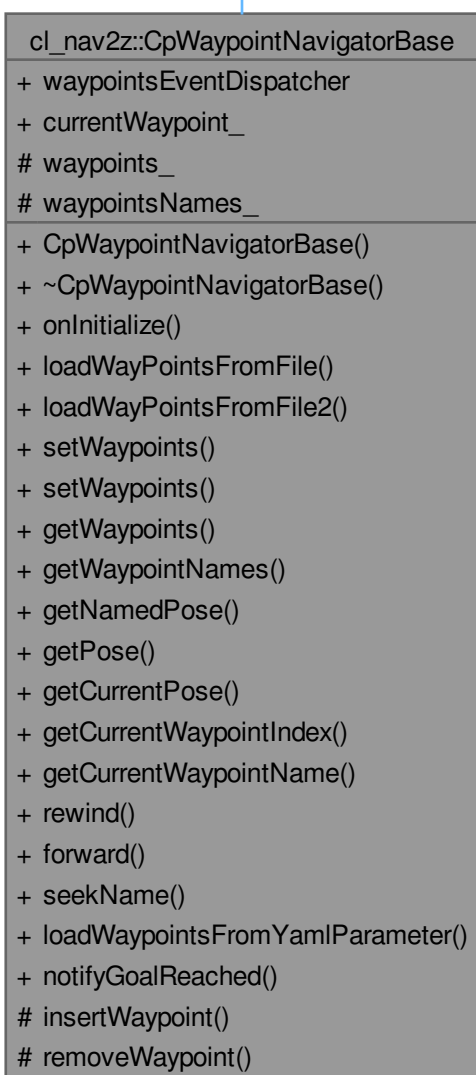 cl_nav2z::CpWaypointNavigatorBase
+ waypointsEventDispatcher
+ currentWaypoint_
# waypoints_
# waypointsNames_
+ CpWaypointNavigatorBase()
+ ~CpWaypointNavigatorBase()
+ onInitialize()
+ loadWayPointsFromFile()
+ loadWayPointsFromFile2()
+ setWaypoints()
+ setWaypoints()
+ getWaypoints()
+ getWaypointNames()
+ getNamedPose()
+ getPose()
+ getCurrentPose()
+ getCurrentWaypointIndex()
+ getCurrentWaypointName()
+ rewind()
+ forward()
+ seekName()
+ loadWaypointsFromYamlParameter()
+ notifyGoalReached()
# insertWaypoint()
# removeWaypoint()